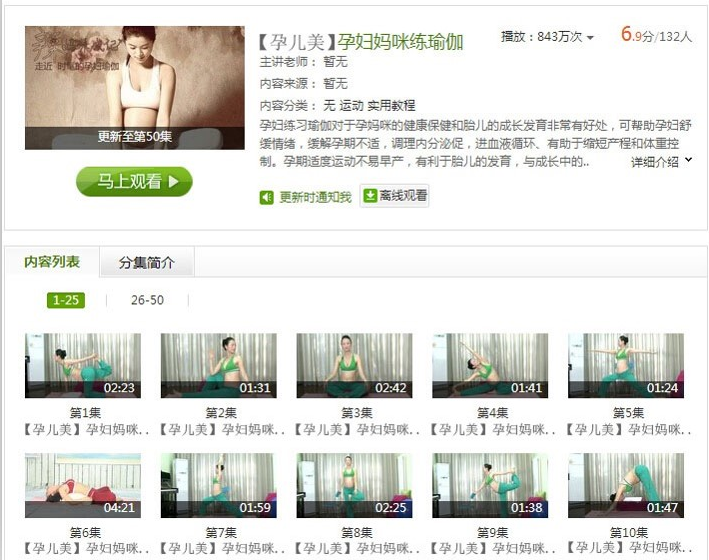 【孕儿美】孕妇妈咪练瑜伽
播放：843万次
6.9分/132人
主讲老师： 暂无
内容来源： 暂无
内容分类： 无 运动 实用教程
孕妇练习瑜伽对于孕妈咪的健康保健和胎儿的成长发育非常有好处，可帮助孕妇舒
缓情绪，缓解孕期不适，调理内分泌促，进血液循环、有助于缩短产程和体重控
制。孕期适度运动不易早产，有利于胎儿的发育，与成长中的..
详细介绍
走近 时尚的孕妇瑜伽
更新至第50集
马上观看
更新时通知我
离线观看
内容列表
分集简介
1-25
26-50
02:23
01:31
02:42
01:41
01:24
第1集
第2集
第3集
第4集
第5集
【孕儿美】孕妇妈咪..
【孕儿美】孕妇妈咪..
【孕儿美】孕妇妈咪..
【孕儿美】孕妇妈咪..
【孕儿美】孕妇妈咪..
04:21
01:59
02:25
01:38
01:47
第6集
第7集
第8集
第9集
第10集
【孕儿美】孕妇妈咪..
【孕儿美】孕妇妈咪..
【孕儿美】孕妇妈咪..
【孕儿美】孕妇妈咪..
【孕儿美】孕妇妈咪..